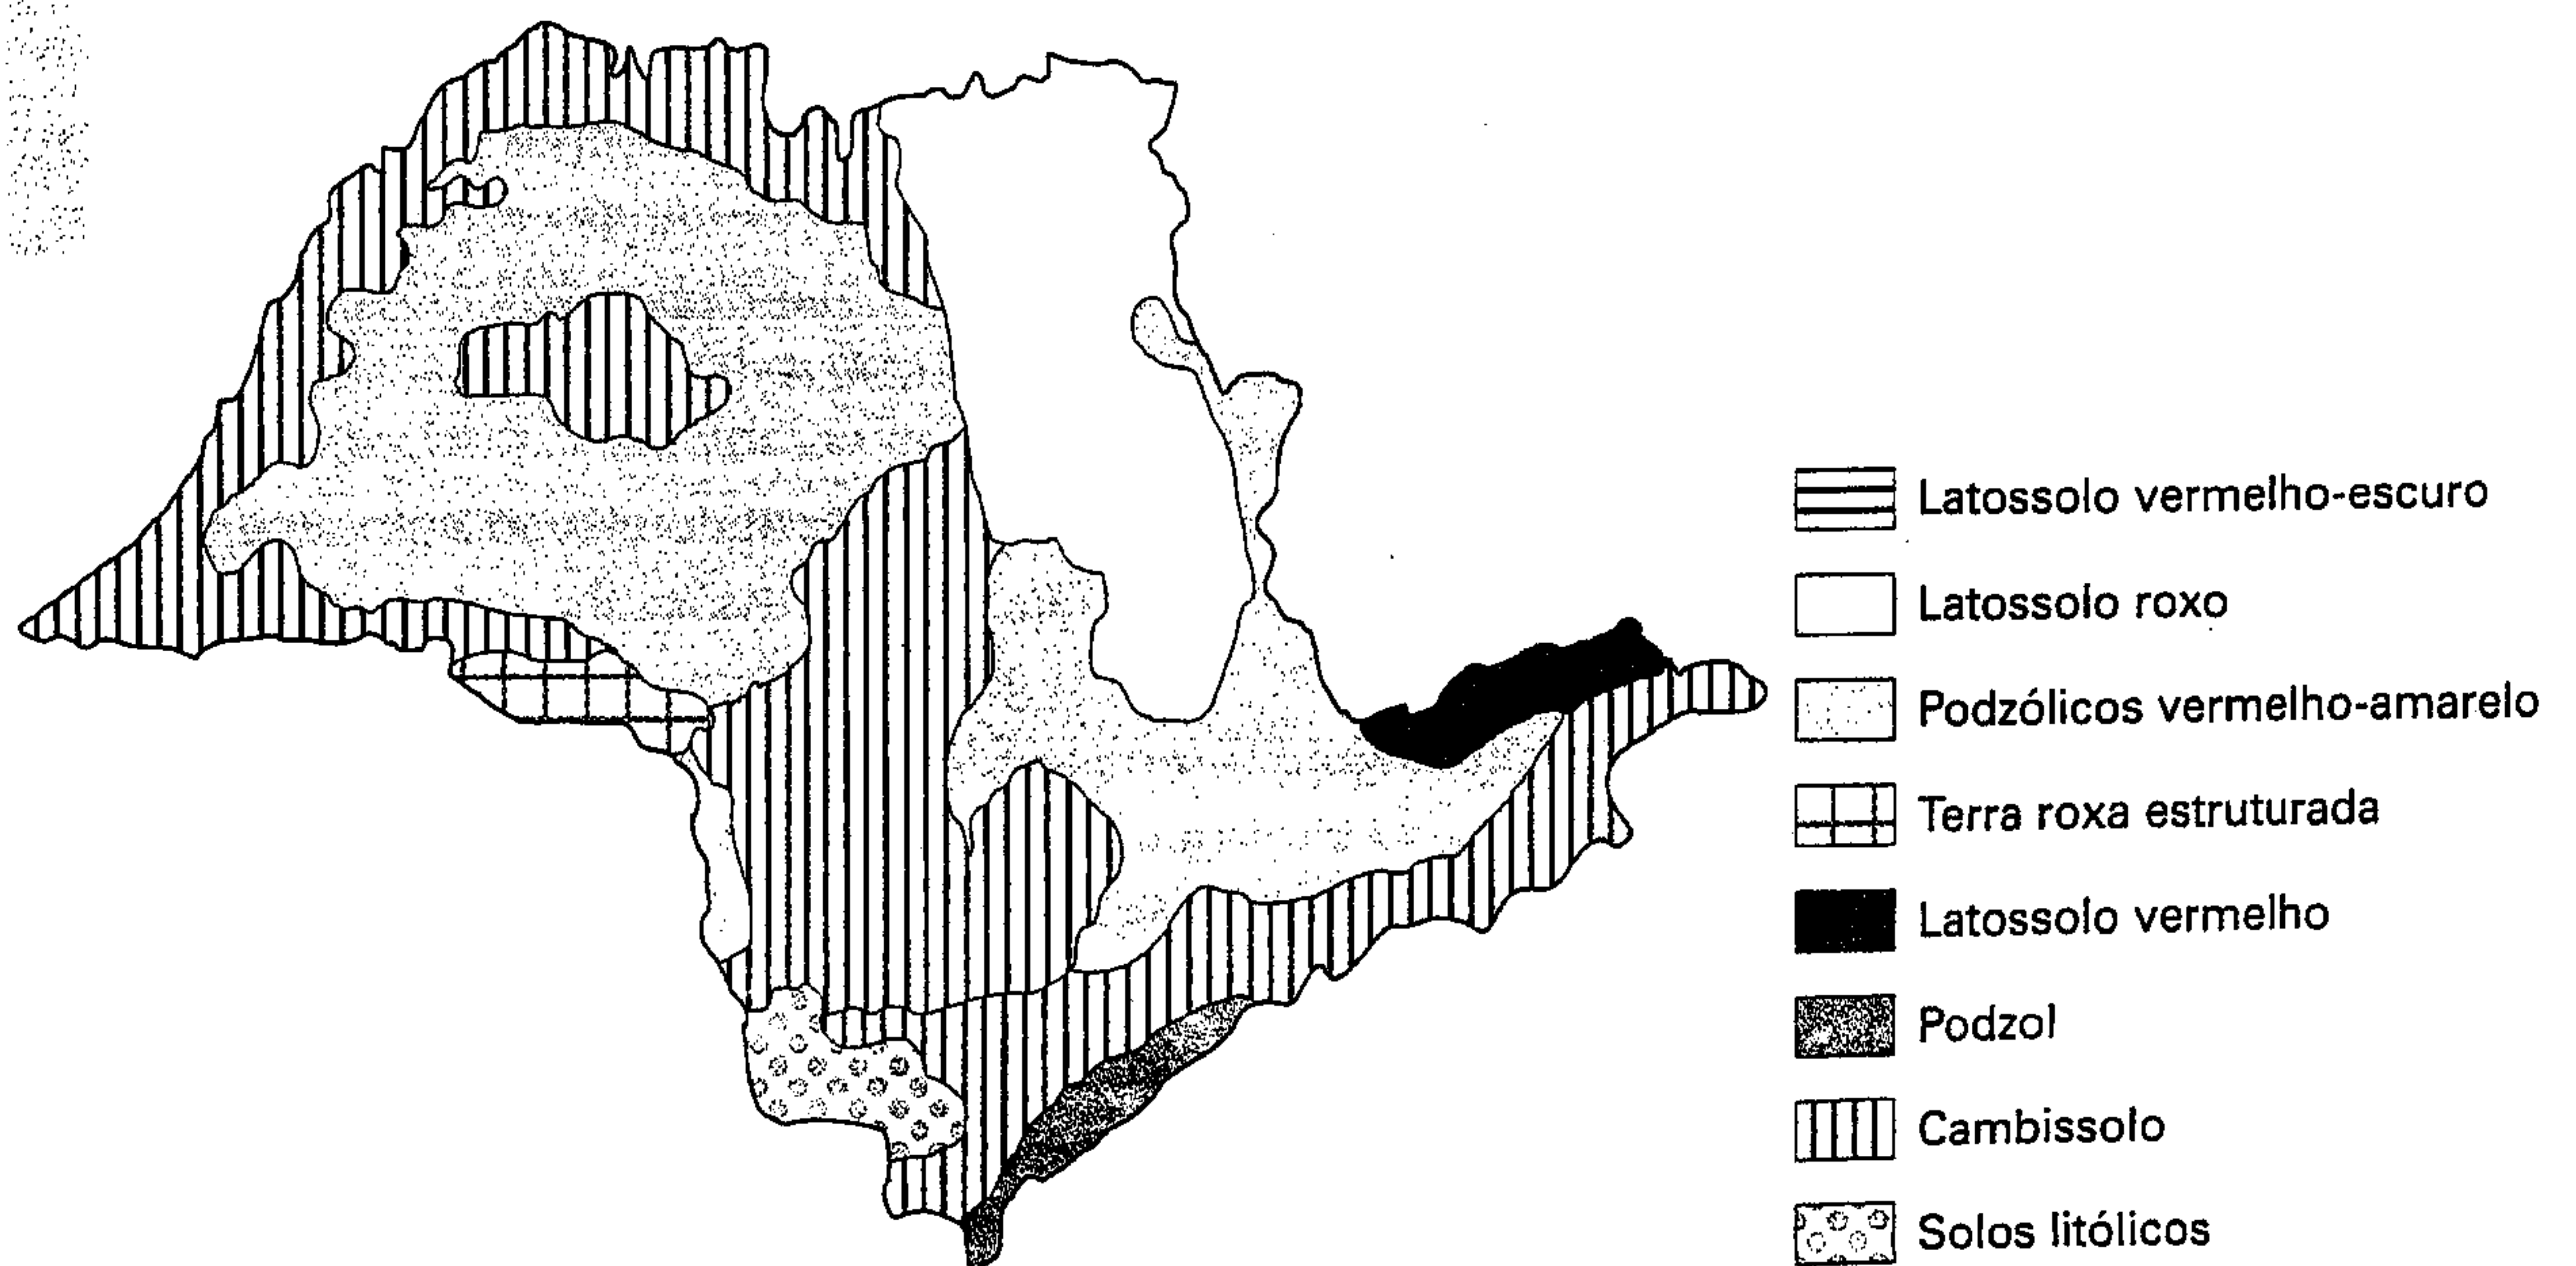 Latossolo vermelho-escuro
Latossolo roxo
Podzólicos vermelho-amarelo
Terra roxa estruturada
Latossolo vermelho
Podzol
Cambissolo
Solos litólicos